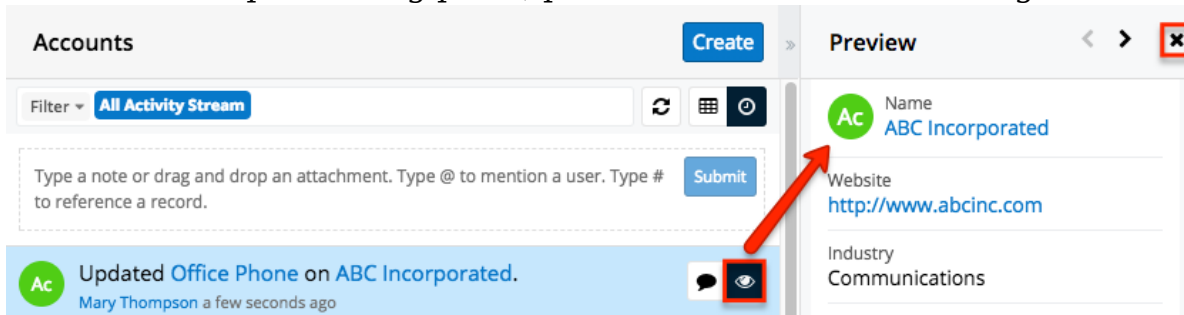 Accounts
Create
»
Preview
Filter
All Activity Stream
Type a note or drag and drop an attachment. Type @ to mention a user. Type #
to reference a record.
Submit
Ac
Name
ABC Incorporated
Website
http://www.abcinc.com
Industry
Communications
Ac
Updated Office Phone on ABC Incorporated.
Mary Thompson a few seconds ago